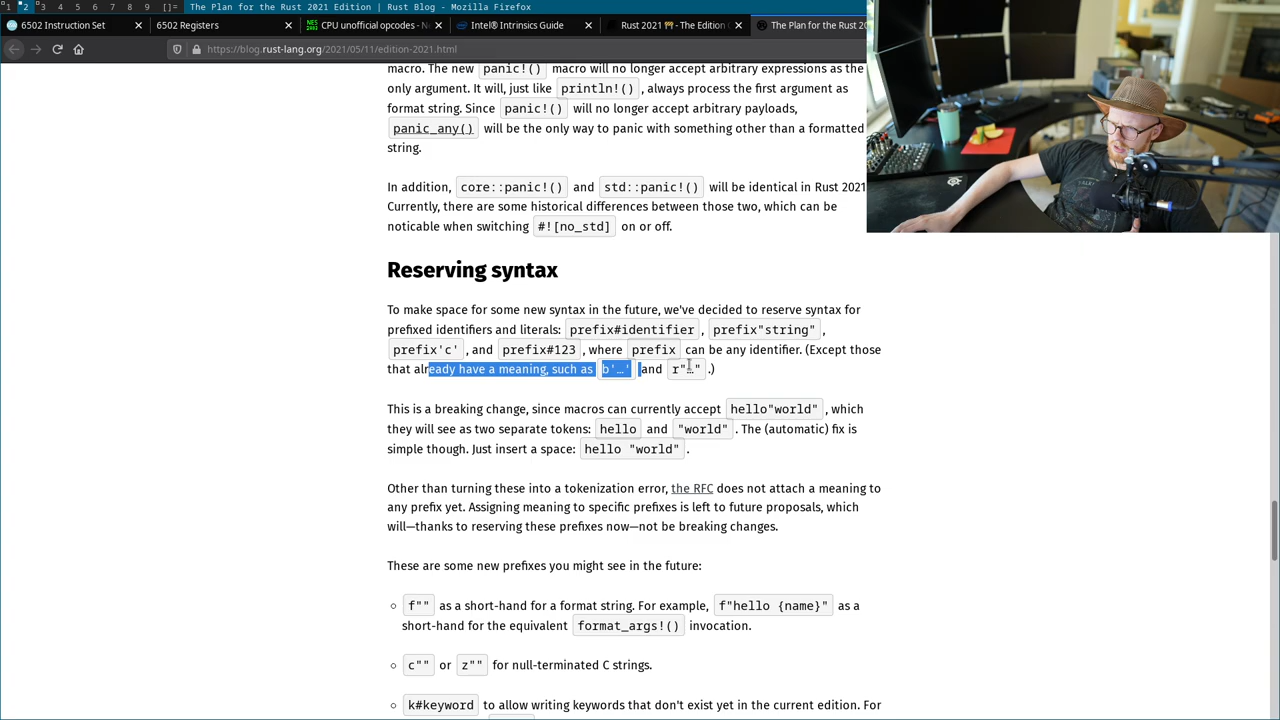 1 2 3 4 5 6 7 8 9 []= The Plan for the Rust 2021 Edition | Rust Blog - Mozilla Firefox
6502 Instruction Set
6502 Registers
CPU unofficial opcodes - N
Intel® Intrinsics Guide
Rust 2021 🚧 - The Edition
The Plan for the Rust 20
https://blog.rust-lang.org/2021/05/11/edition-2021.html
macro. The new panic!() macro will no longer accept arbitrary expressions as the
only argument. It will, just like println!(), always process the first argument as
format string. Since panic!() will no longer accept arbitrary payloads,
panic_any() will be the only way to panic with something other than a formatted
string.
In addition, core::panic!() and std::panic!() will be identical in Rust 2021
Currently, there are some historical differences between those two, which can be
noticable when switching #![no_std] on or off.
Reserving syntax
To make space for some new syntax in the future, we've decided to reserve syntax for
prefixed identifiers and literals: prefix#identifier, prefix"string",
prefix'c', and prefix#123, where prefix can be any identifier. (Except those
that already have a meaning, such as b'…' and r"…".)
This is a breaking change, since macros can currently accept hello"world", which
they will see as two separate tokens: hello and "world". The (automatic) fix is
simple though. Just insert a space: hello "world".
Other than turning these into a tokenization error, the RFC does not attach a meaning to
any prefix yet. Assigning meaning to specific prefixes is left to future proposals, which
will—thanks to reserving these prefixes now—not be breaking changes.
These are some new prefixes you might see in the future:
f"" as a short-hand for a format string. For example, f"hello {name}" as a
short-hand for the equivalent format_args!() invocation.
c"" or z"" for null-terminated C strings.
k#keyword to allow writing keywords that don't exist yet in the current edition. For